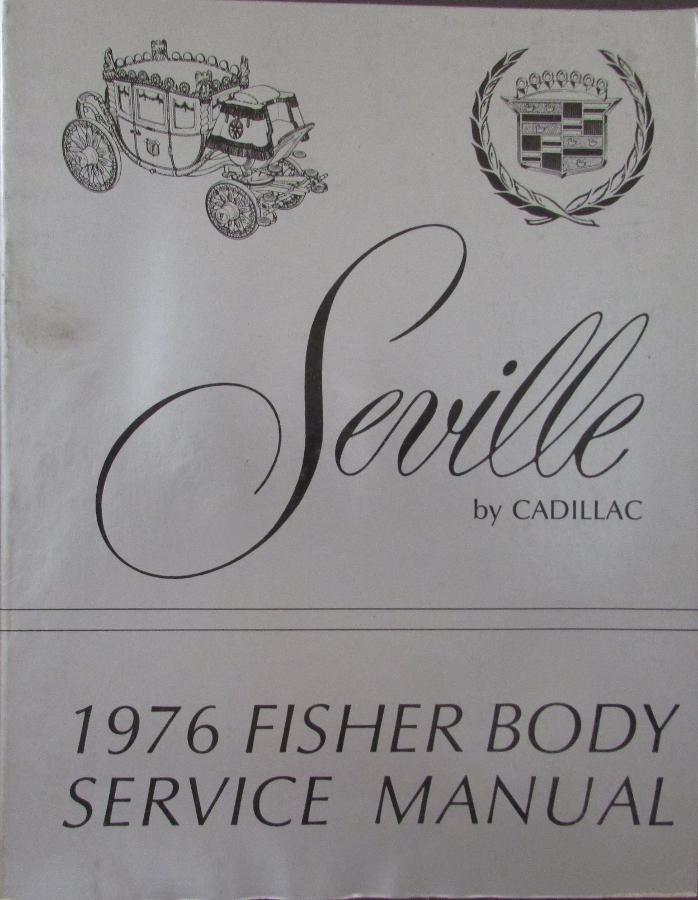 Seville
by CADILLAC
1976 FISHER BODY
SERVICE MANUAL